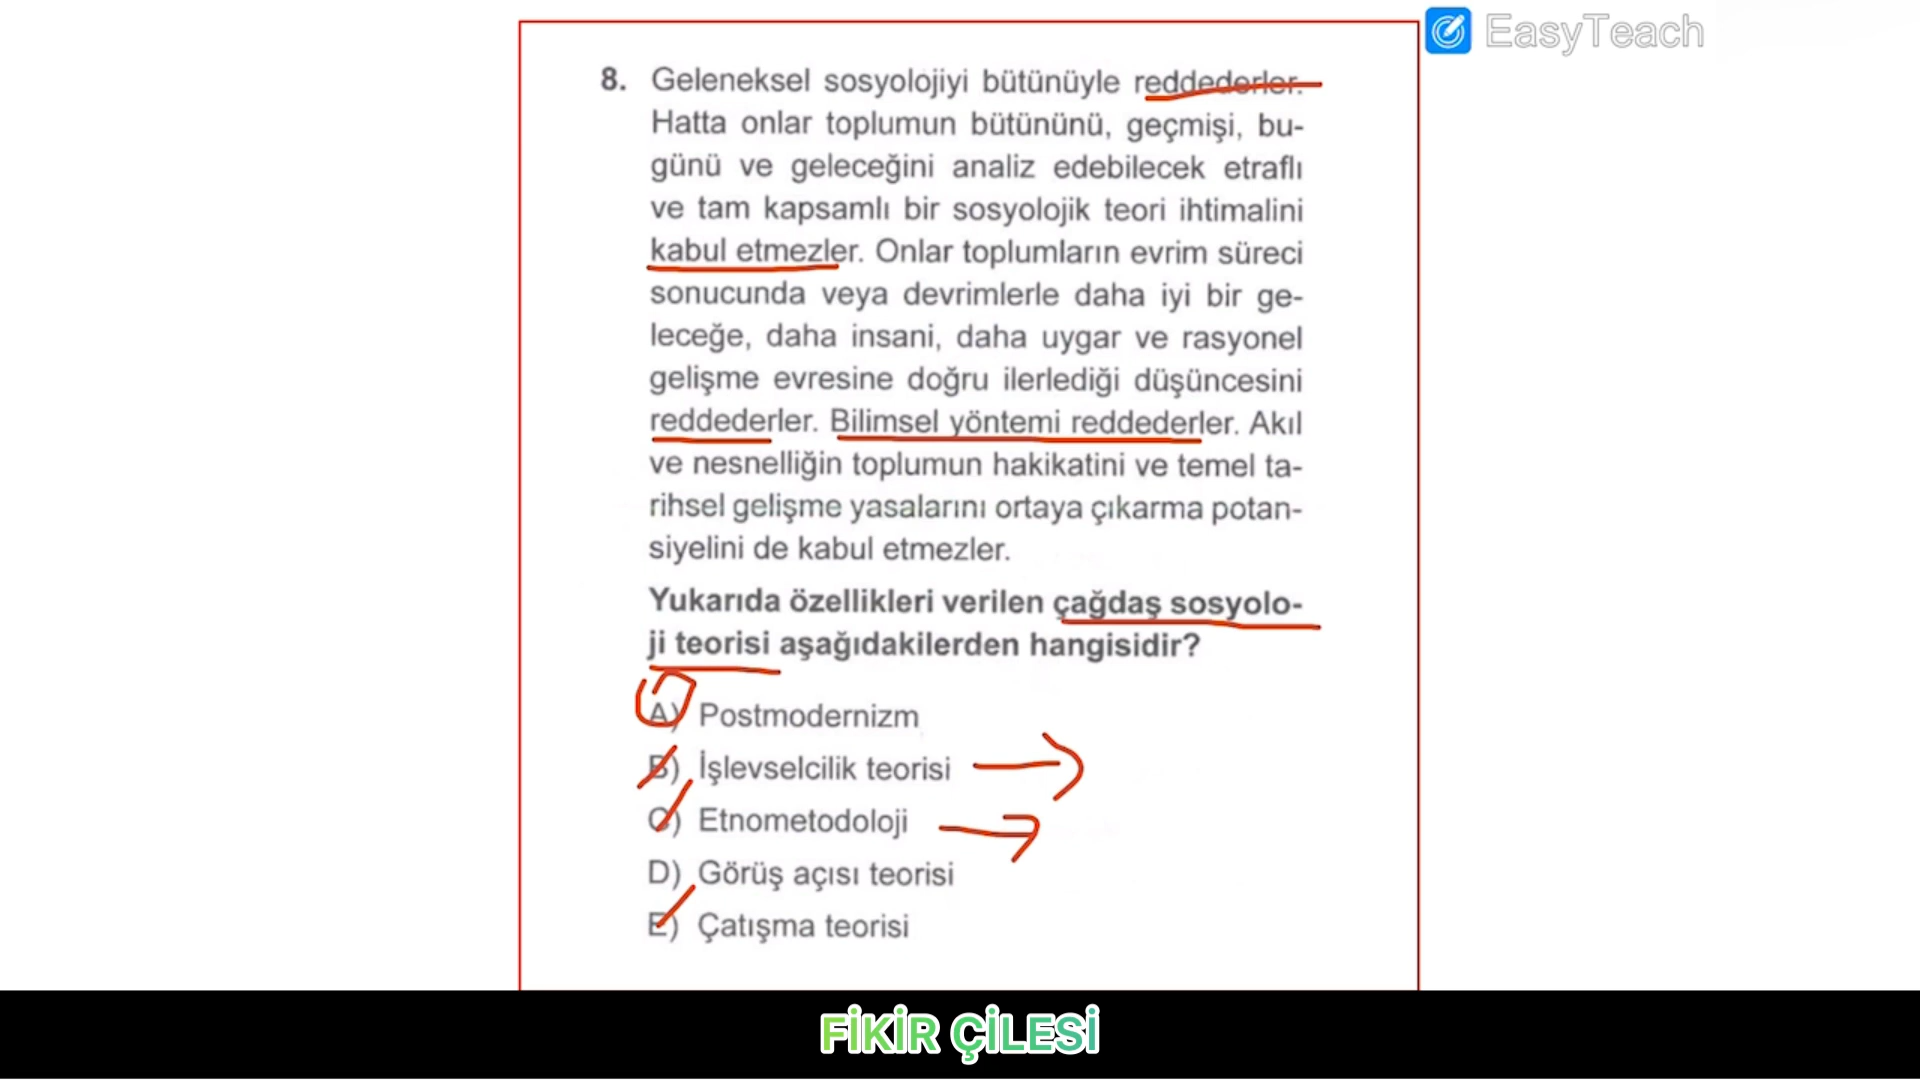 EasyTeach
8. Geleneksel sosyolojiyi bütünüyle reddederler.
Hatta onlar toplumun bütününü, geçmişi, bu-
günü ve geleceğini analiz edebilecek etraflı
ve tam kapsamlı bir sosyolojik teori ihtimalini
kabul etmezler. Onlar toplumların evrim süreci
sonucunda veya devrimlerle daha iyi bir ge-
leceğe, daha insani, daha uygar ve rasyonel
gelişme evresine doğru ilerlediği düşüncesini
reddederler. Bilimsel yöntemi reddederler. Akıl
ve nesnelliğin toplumun hakikatini ve temel ta-
rihsel gelişme yasalarını ortaya çıkarma potan-
siyelini de kabul etmezler.
Yukarıda özellikleri verilen çağdaş sosyolo-
ji teorisi aşağıdakilerden hangisidir?
A) Postmodernizm
B) İşlevselcilik teorisi
C) Etnometodoloji
D) Görüş açısı teorisi
E) Çatışma teorisi
FİKİR ÇİLESİ